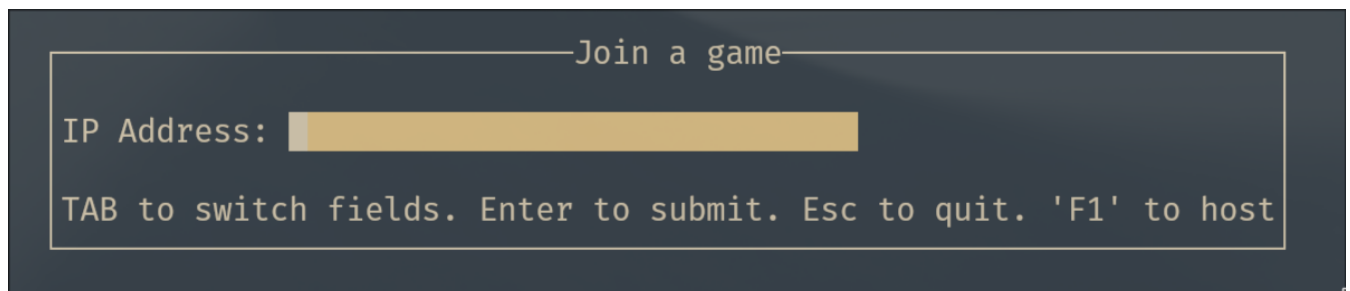 Join a game
IP Address:
TAB to switch fields. Enter to submit. Esc to quit. 'F1' to host